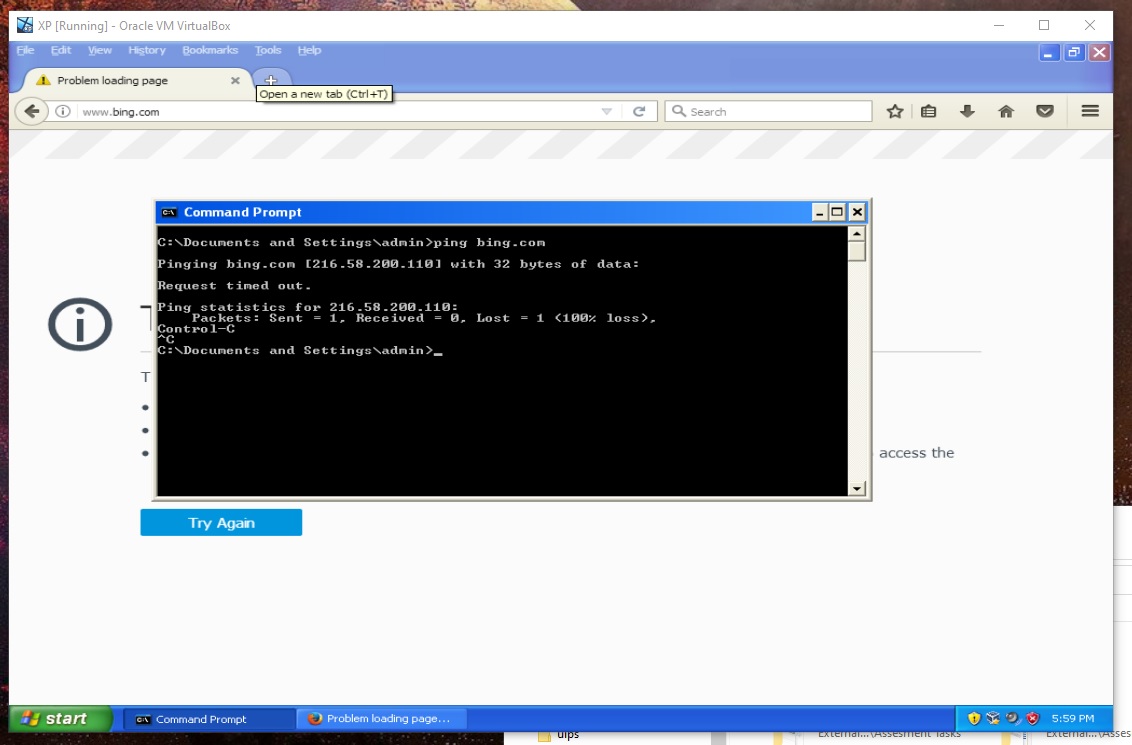 XP [Running] - Oracle VM VirtualBox
File Edit View History Bookmarks Tools Help
Problem loading page
Open a new tab (Ctrl+T)
www.bing.com
Search
Command Prompt
C:\Documents and Settings\admin>ping bing.com
Pinging bing.com [216.58.200.110] with 32 bytes of data:
Request timed out.
Ping statistics for 216.58.200.110:
Packets: Sent = 1, Received = 0, Lost = 1 (100% loss),
Control-C
^C
C:\Documents and Settings\admin>_
T
T
access the
Try Again
start
Command Prompt
Problem loading page...
5:59 PM
uips
External...\Assesment Tasks
External...\Asses